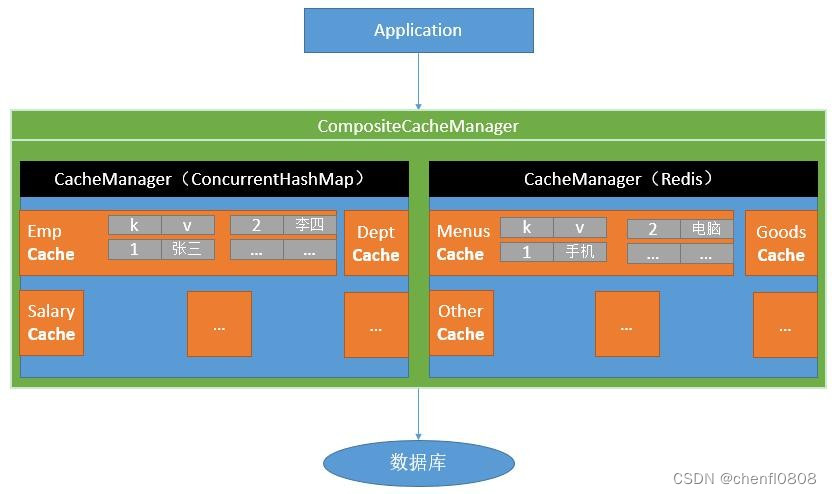 Application
CompositeCacheManager
CacheManager（ConcurrentHashMap）
CacheManager（Redis）
Emp
Cache
k v
1 张三
2 李四
... ...
Dept
Cache
Salary
Cache
...
...
Menus
Cache
k v
1 手机
2 电脑
... ...
Goods
Cache
Other
Cache
...
...
数据库
CSDN @chenfl0808